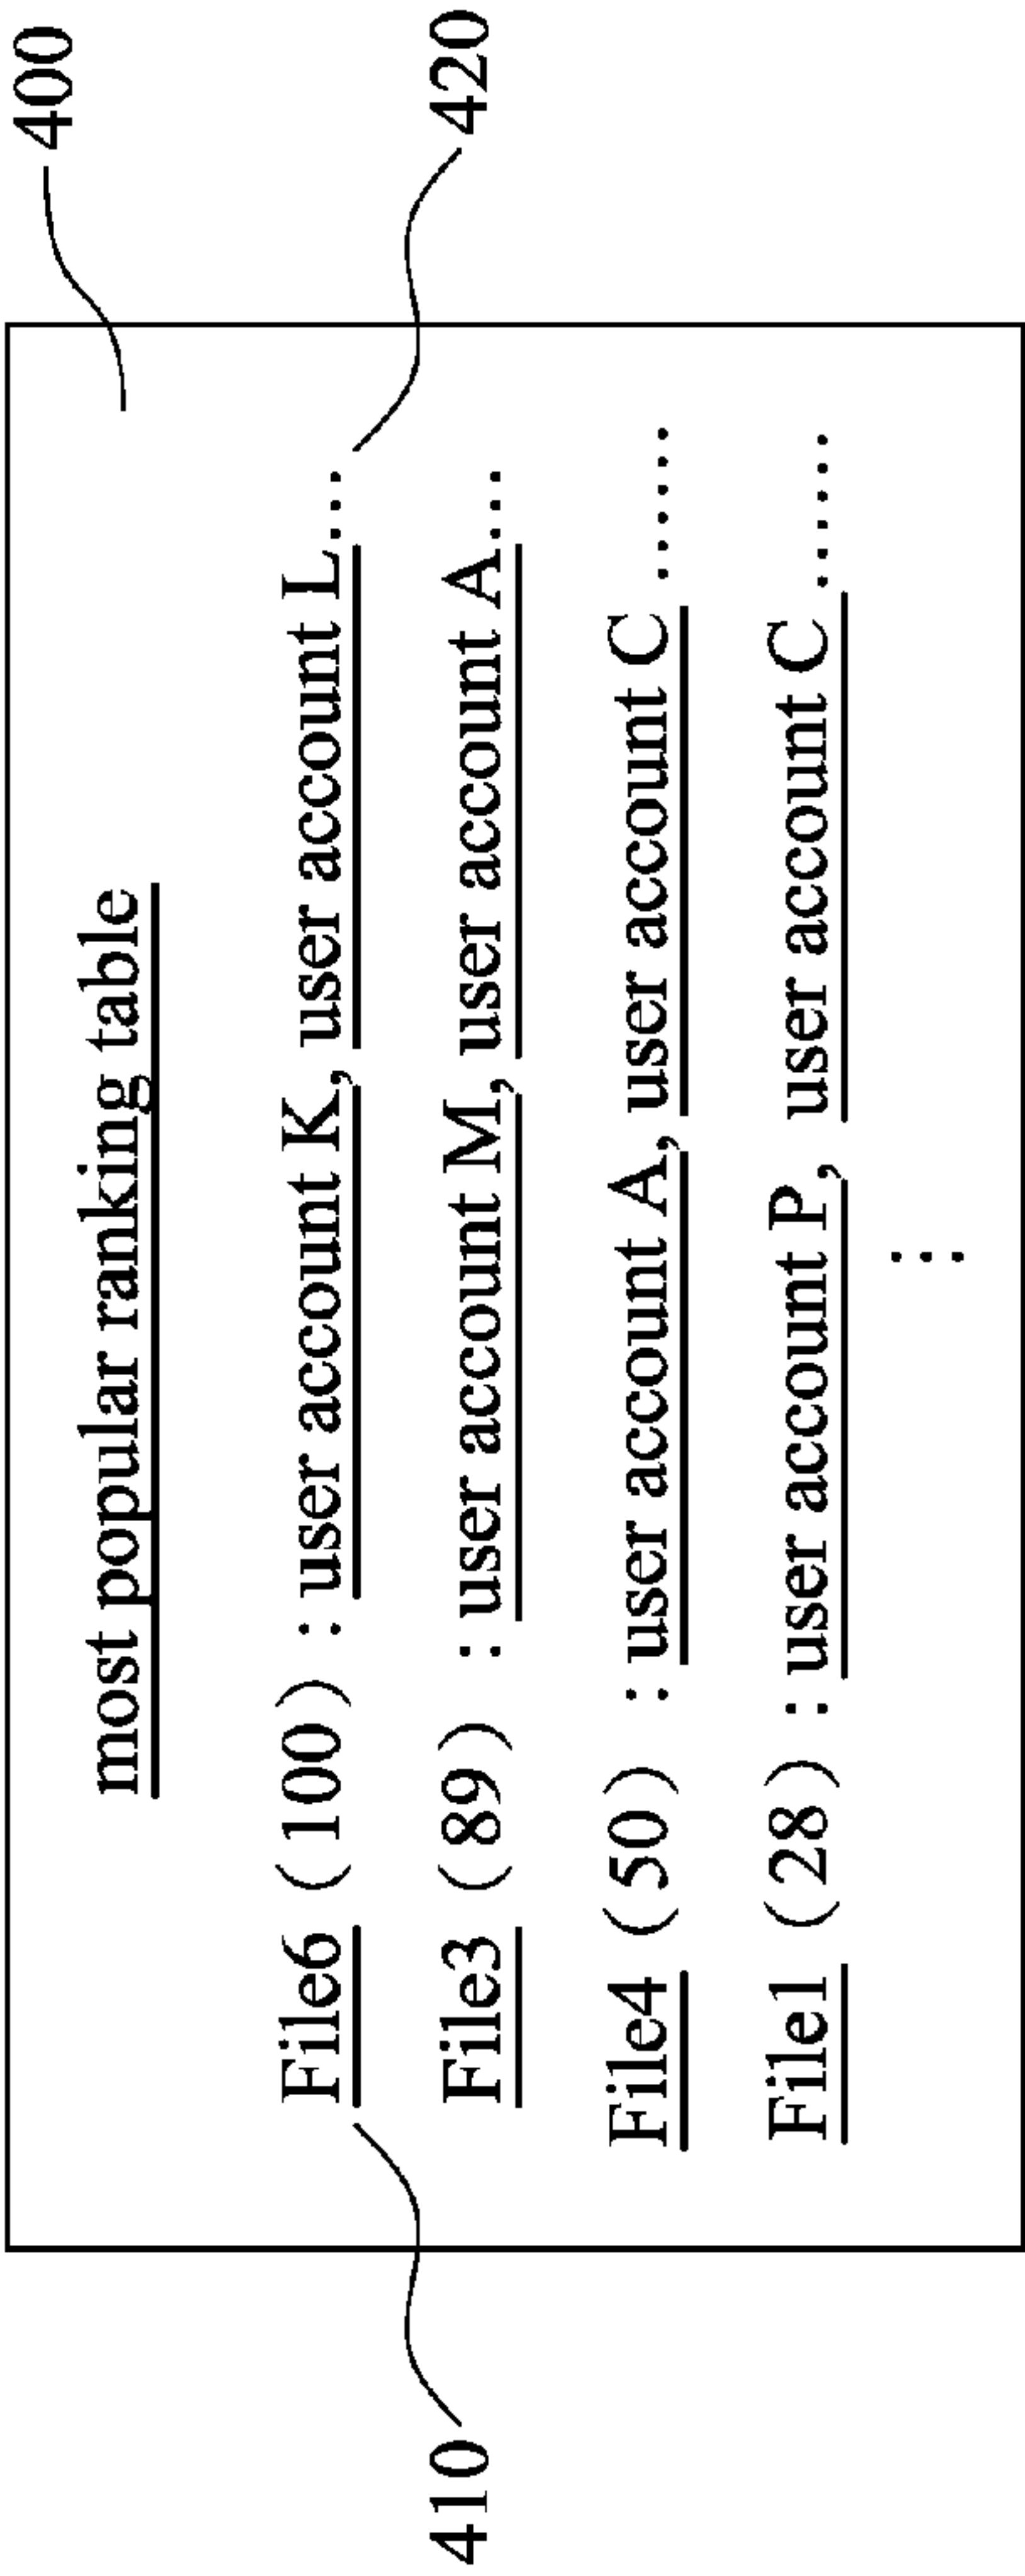 400
most popular ranking table
File6 (100) : user account K, user account L...
420
410
File3 (89) : user account M, user account A...
File4 (50) : user account A, user account C ......
File1 (28) : user account P, user account C ......
⋮